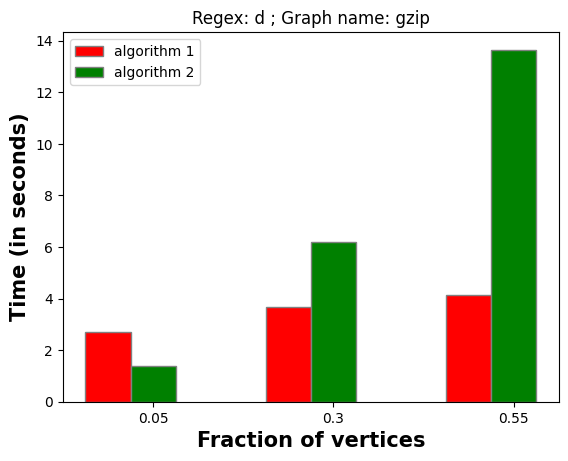 Regex: d ; Graph name: gzip
algorithm 1
algorithm 2
Time (in seconds)
14
12
10
8
6
4
2
0
0.05
0.3
0.55
Fraction of vertices